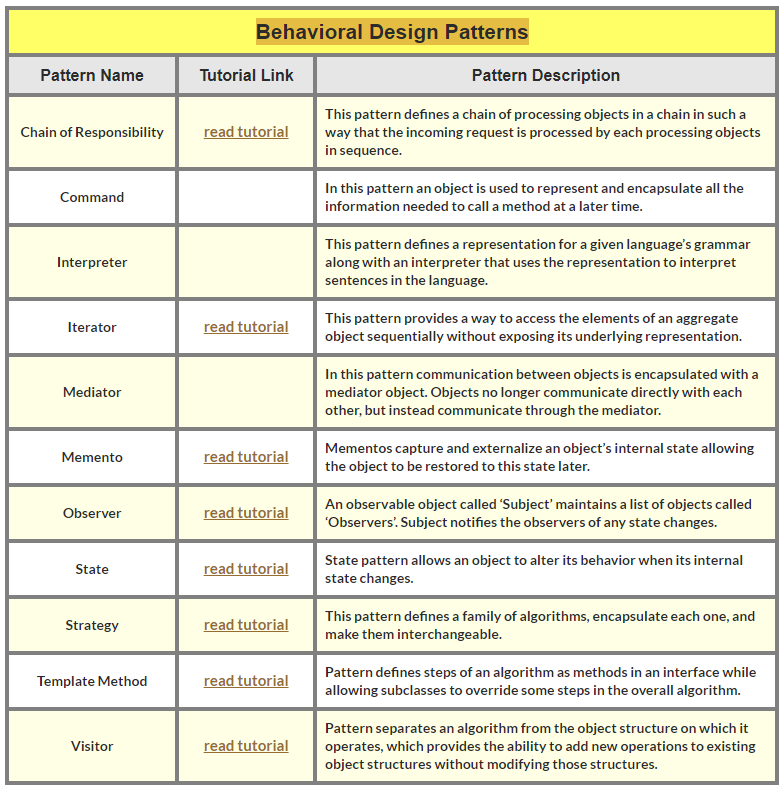 Behavioral Design Patterns
Pattern Name Tutorial Link Pattern Description
Chain of Responsibility read tutorial
This pattern defines a chain of processing objects in a chain in such a
way that the incoming request is processed by each processing objects
in sequence.
Command
In this pattern an object is used to represent and encapsulate all the
information needed to call a method at a later time.
Interpreter
This pattern defines a representation for a given language’s grammar
along with an interpreter that uses the representation to interpret
sentences in the language.
Iterator read tutorial
This pattern provides a way to access the elements of an aggregate
object sequentially without exposing its underlying representation.
Mediator
In this pattern communication between objects is encapsulated with a
mediator object. Objects no longer communicate directly with each
other, but instead communicate through the mediator.
Memento read tutorial
Mementos capture and externalize an object’s internal state allowing
the object to be restored to this state later.
Observer read tutorial
An observable object called ‘Subject’ maintains a list of objects called
‘Observers’. Subject notifies the observers of any state changes.
State read tutorial
State pattern allows an object to alter its behavior when its internal
state changes.
Strategy read tutorial
This pattern defines a family of algorithms, encapsulate each one, and
make them interchangeable.
Template Method read tutorial
Pattern defines steps of an algorithm as methods in an interface while
allowing subclasses to override some steps in the overall algorithm.
Visitor read tutorial
Pattern separates an algorithm from the object structure on which it
operates, which provides the ability to add new operations to existing
object structures without modifying those structures.